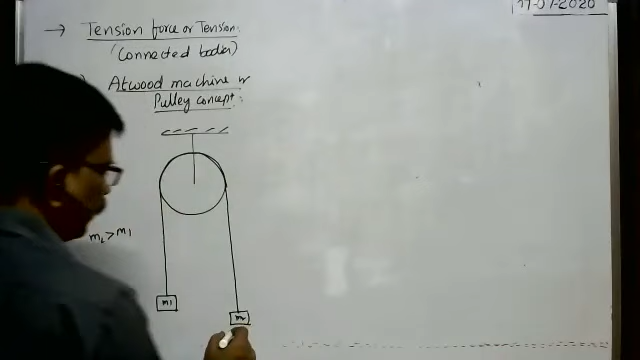 17-07-2020
→ Tension force or Tension:
(Connected bodies)
Atwood machine or
Pulley concept:
m2 > m1
m1
m2